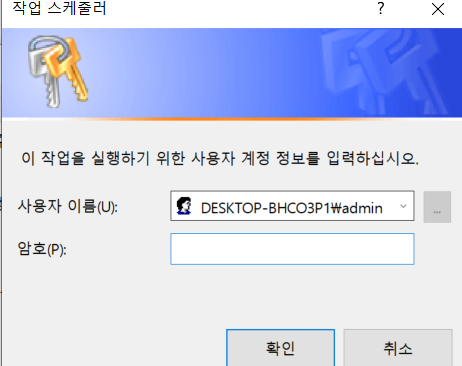 작업 스케줄러
이 작업을 실행하기 위한 사용자 계정 정보를 입력하십시오.
사용자 이름(U):
DESKTOP-BHCO3P1₩admin
...
암호(P):
확인
취소